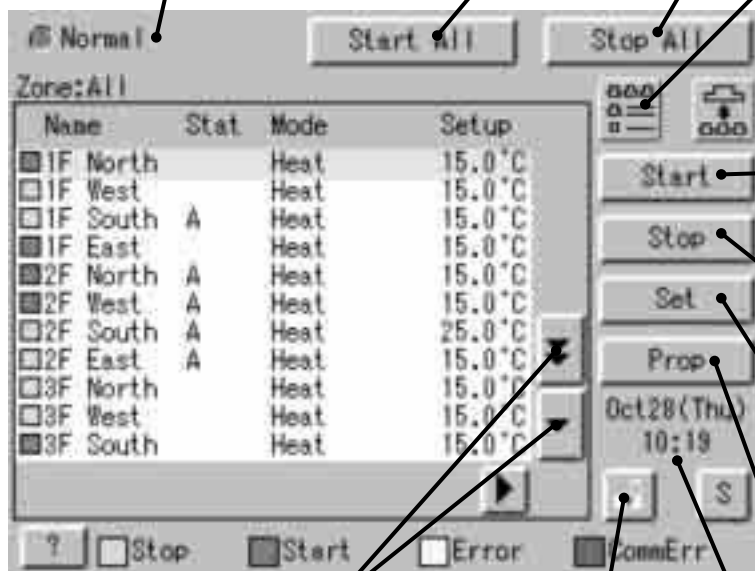 Normal
Start All
Stop All
Zone:All
Name Stat Mode Setup
1F North Heat 15.0°C
1F West Heat 15.0°C
1F South A Heat 15.0°C
1F East Heat 15.0°C
2F North A Heat 15.0°C
2F West A Heat 15.0°C
2F South A Heat 25.0°C
2F East A Heat 15.0°C
3F North Heat 15.0°C
3F West Heat 15.0°C
3F South Heat 15.0°C
Start
Stop
Set
Prop
Oct28(Thu)
10:19
S
? Stop Start Error CommErr